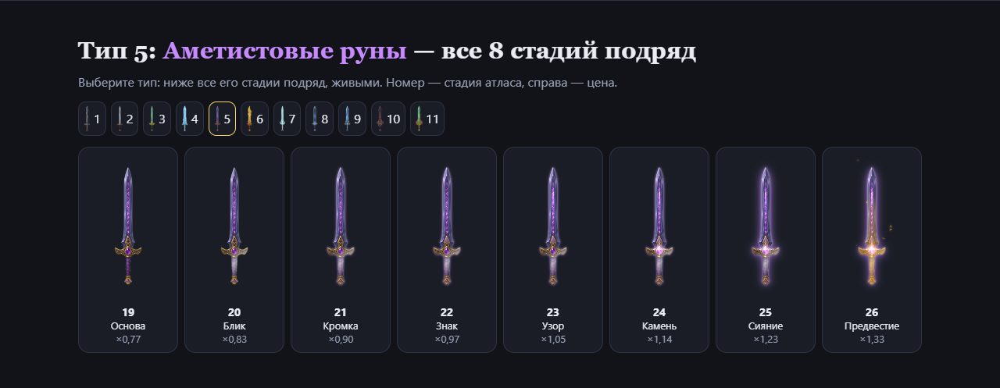 Тип 5: Аметистовые руны — все 8 стадий подряд
Выберите тип: ниже все его стадии подряд, живыми. Номер — стадия атласа, справа — цена.
1 2 3 4 5 6 7 8 9 10 11
19 20 21 22 23 24 25 26
Основа Блик Кромка Знак Узор Камень Сияние Предвестие
×0,77 ×0,83 ×0,90 ×0,97 ×1,05 ×1,14 ×1,23 ×1,33